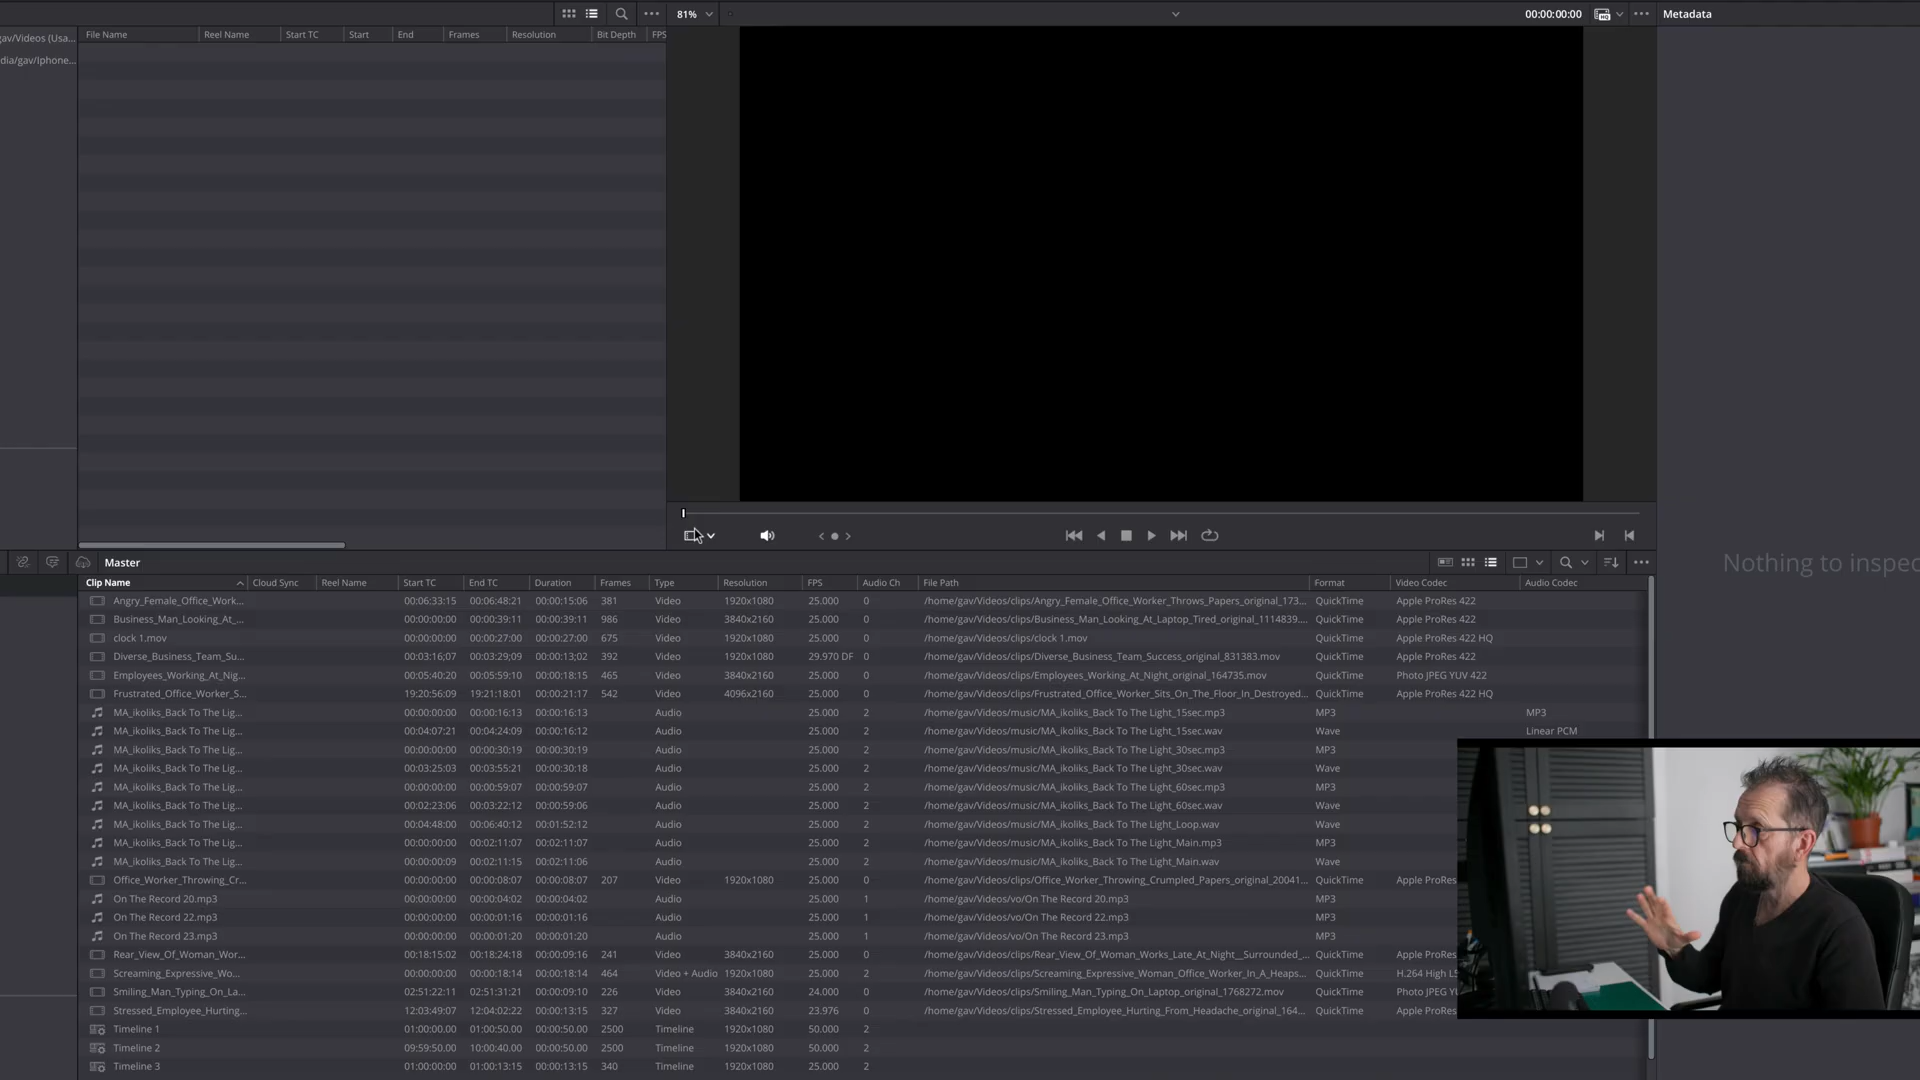 81%
00:00:00:00
Metadata
gav/Videos (Usa...
dia/gav/Iphone...
File Name Reel Name Start TC Start End Frames Resolution Bit Depth FPS
Nothing to inspec
Master
Clip Name Cloud Sync Reel Name Start TC End TC Duration Frames Type Resolution FPS Audio Ch File Path Format Video Codec Audio Codec
Angry_Female_Office_Work... 00:06:33:15 00:06:48:21 00:00:15:06 381 Video 1920x1080 25.000 0 /home/gav/Videos/clips/Angry_Female_Office_Worker_Throws_Papers_original_173... QuickTime Apple ProRes 422
Business_Man_Looking_At_... 00:00:00:00 00:00:39:11 00:00:39:11 986 Video 3840x2160 25.000 0 /home/gav/Videos/clips/Business_Man_Looking_At_Laptop_Tired_original_1114839.... QuickTime Apple ProRes 422
clock 1.mov 00:00:00:00 00:00:27:00 00:00:27:00 675 Video 1920x1080 25.000 0 /home/gav/Videos/clips/clock 1.mov QuickTime Apple ProRes 422 HQ
Diverse_Business_Team_Su... 00:03:16;07 00:03:29;09 00:00:13;02 392 Video 1920x1080 29.970 DF 0 /home/gav/Videos/clips/Diverse_Business_Team_Success_original_831383.mov QuickTime Apple ProRes 422
Employees_Working_At_Nig... 00:05:40:20 00:05:59:10 00:00:18:15 465 Video 3840x2160 25.000 0 /home/gav/Videos/clips/Employees_Working_At_Night_original_164735.mov QuickTime Photo JPEG YUV 422
Frustrated_Office_Worker_S... 19:20:56:09 19:21:18:01 00:00:21:17 542 Video 4096x2160 25.000 0 /home/gav/Videos/clips/Frustrated_Office_Worker_Sits_On_The_Floor_In_Destroyed... QuickTime Apple ProRes 422 HQ
MA_ikoliks_Back To The Lig... 00:00:00:00 00:00:16:13 00:00:16:13 Audio 25.000 2 /home/gav/Videos/music/MA_ikoliks_Back To The Light_15sec.mp3 MP3 MP3
MA_ikoliks_Back To The Lig... 00:04:07:21 00:04:24:09 00:00:16:12 Audio 25.000 2 /home/gav/Videos/music/MA_ikoliks_Back To The Light_15sec.wav Wave Linear PCM
MA_ikoliks_Back To The Lig... 00:00:00:00 00:00:30:19 00:00:30:19 Audio 25.000 2 /home/gav/Videos/music/MA_ikoliks_Back To The Light_30sec.mp3 MP3
MA_ikoliks_Back To The Lig... 00:03:25:03 00:03:55:21 00:00:30:18 Audio 25.000 2 /home/gav/Videos/music/MA_ikoliks_Back To The Light_30sec.wav Wave
MA_ikoliks_Back To The Lig... 00:00:00:00 00:00:59:07 00:00:59:07 Audio 25.000 2 /home/gav/Videos/music/MA_ikoliks_Back To The Light_60sec.mp3 MP3
MA_ikoliks_Back To The Lig... 00:02:23:06 00:03:22:12 00:00:59:06 Audio 25.000 2 /home/gav/Videos/music/MA_ikoliks_Back To The Light_60sec.wav Wave
MA_ikoliks_Back To The Lig... 00:04:48:00 00:06:40:12 00:01:52:12 Audio 25.000 2 /home/gav/Videos/music/MA_ikoliks_Back To The Light_Loop.wav Wave
MA_ikoliks_Back To The Lig... 00:00:00:00 00:02:11:07 00:02:11:07 Audio 25.000 2 /home/gav/Videos/music/MA_ikoliks_Back To The Light_Main.mp3 MP3
MA_ikoliks_Back To The Lig... 00:00:00:09 00:02:11:15 00:02:11:06 Audio 25.000 2 /home/gav/Videos/music/MA_ikoliks_Back To The Light_Main.wav Wave
Office_Worker_Throwing_Cr... 00:00:00:00 00:00:08:07 00:00:08:07 207 Video 1920x1080 25.000 0 /home/gav/Videos/clips/Office_Worker_Throwing_Crumpled_Papers_original_20041... QuickTime Apple ProRes
On The Record 20.mp3 00:00:00:00 00:00:04:02 00:00:04:02 Audio 25.000 1 /home/gav/Videos/vo/On The Record 20.mp3 MP3
On The Record 22.mp3 00:00:00:00 00:00:01:16 00:00:01:16 Audio 25.000 1 /home/gav/Videos/vo/On The Record 22.mp3 MP3
On The Record 23.mp3 00:00:00:00 00:00:01:20 00:00:01:20 Audio 25.000 1 /home/gav/Videos/vo/On The Record 23.mp3 MP3
Rear_View_Of_Woman_Wor... 00:18:15:02 00:18:24:18 00:00:09:16 241 Video 3840x2160 25.000 0 /home/gav/Videos/clips/Rear_View_Of_Woman_Works_Late_At_Night__Surrounded_... QuickTime Apple ProRes
Screaming_Expressive_Wo... 00:00:00:00 00:00:18:14 00:00:18:14 464 Video + Audio 1920x1080 25.000 2 /home/gav/Videos/clips/Screaming_Expressive_Woman_Office_Worker_In_A_Heaps... QuickTime H.264 High L5
Smiling_Man_Typing_On_La... 02:51:22:11 02:51:31:21 00:00:09:10 226 Video 3840x2160 24.000 0 /home/gav/Videos/clips/Smiling_Man_Typing_On_Laptop_original_1768272.mov QuickTime Photo JPEG YU
Stressed_Employee_Hurting... 12:03:49:07 12:04:02:22 00:00:13:15 327 Video 3840x2160 23.976 0 /home/gav/Videos/clips/Stressed_Employee_Hurting_From_Headache_original_164... QuickTime Apple ProRes
Timeline 1 01:00:00:00 01:00:50:00 00:00:50:00 2500 Timeline 1920x1080 50.000 2
Timeline 2 09:59:50:00 10:00:40:00 00:00:50:00 2500 Timeline 1920x1080 50.000 2
Timeline 3 01:00:00:00 01:00:13:15 00:00:13:15 340 Timeline 1920x1080 25.000 2